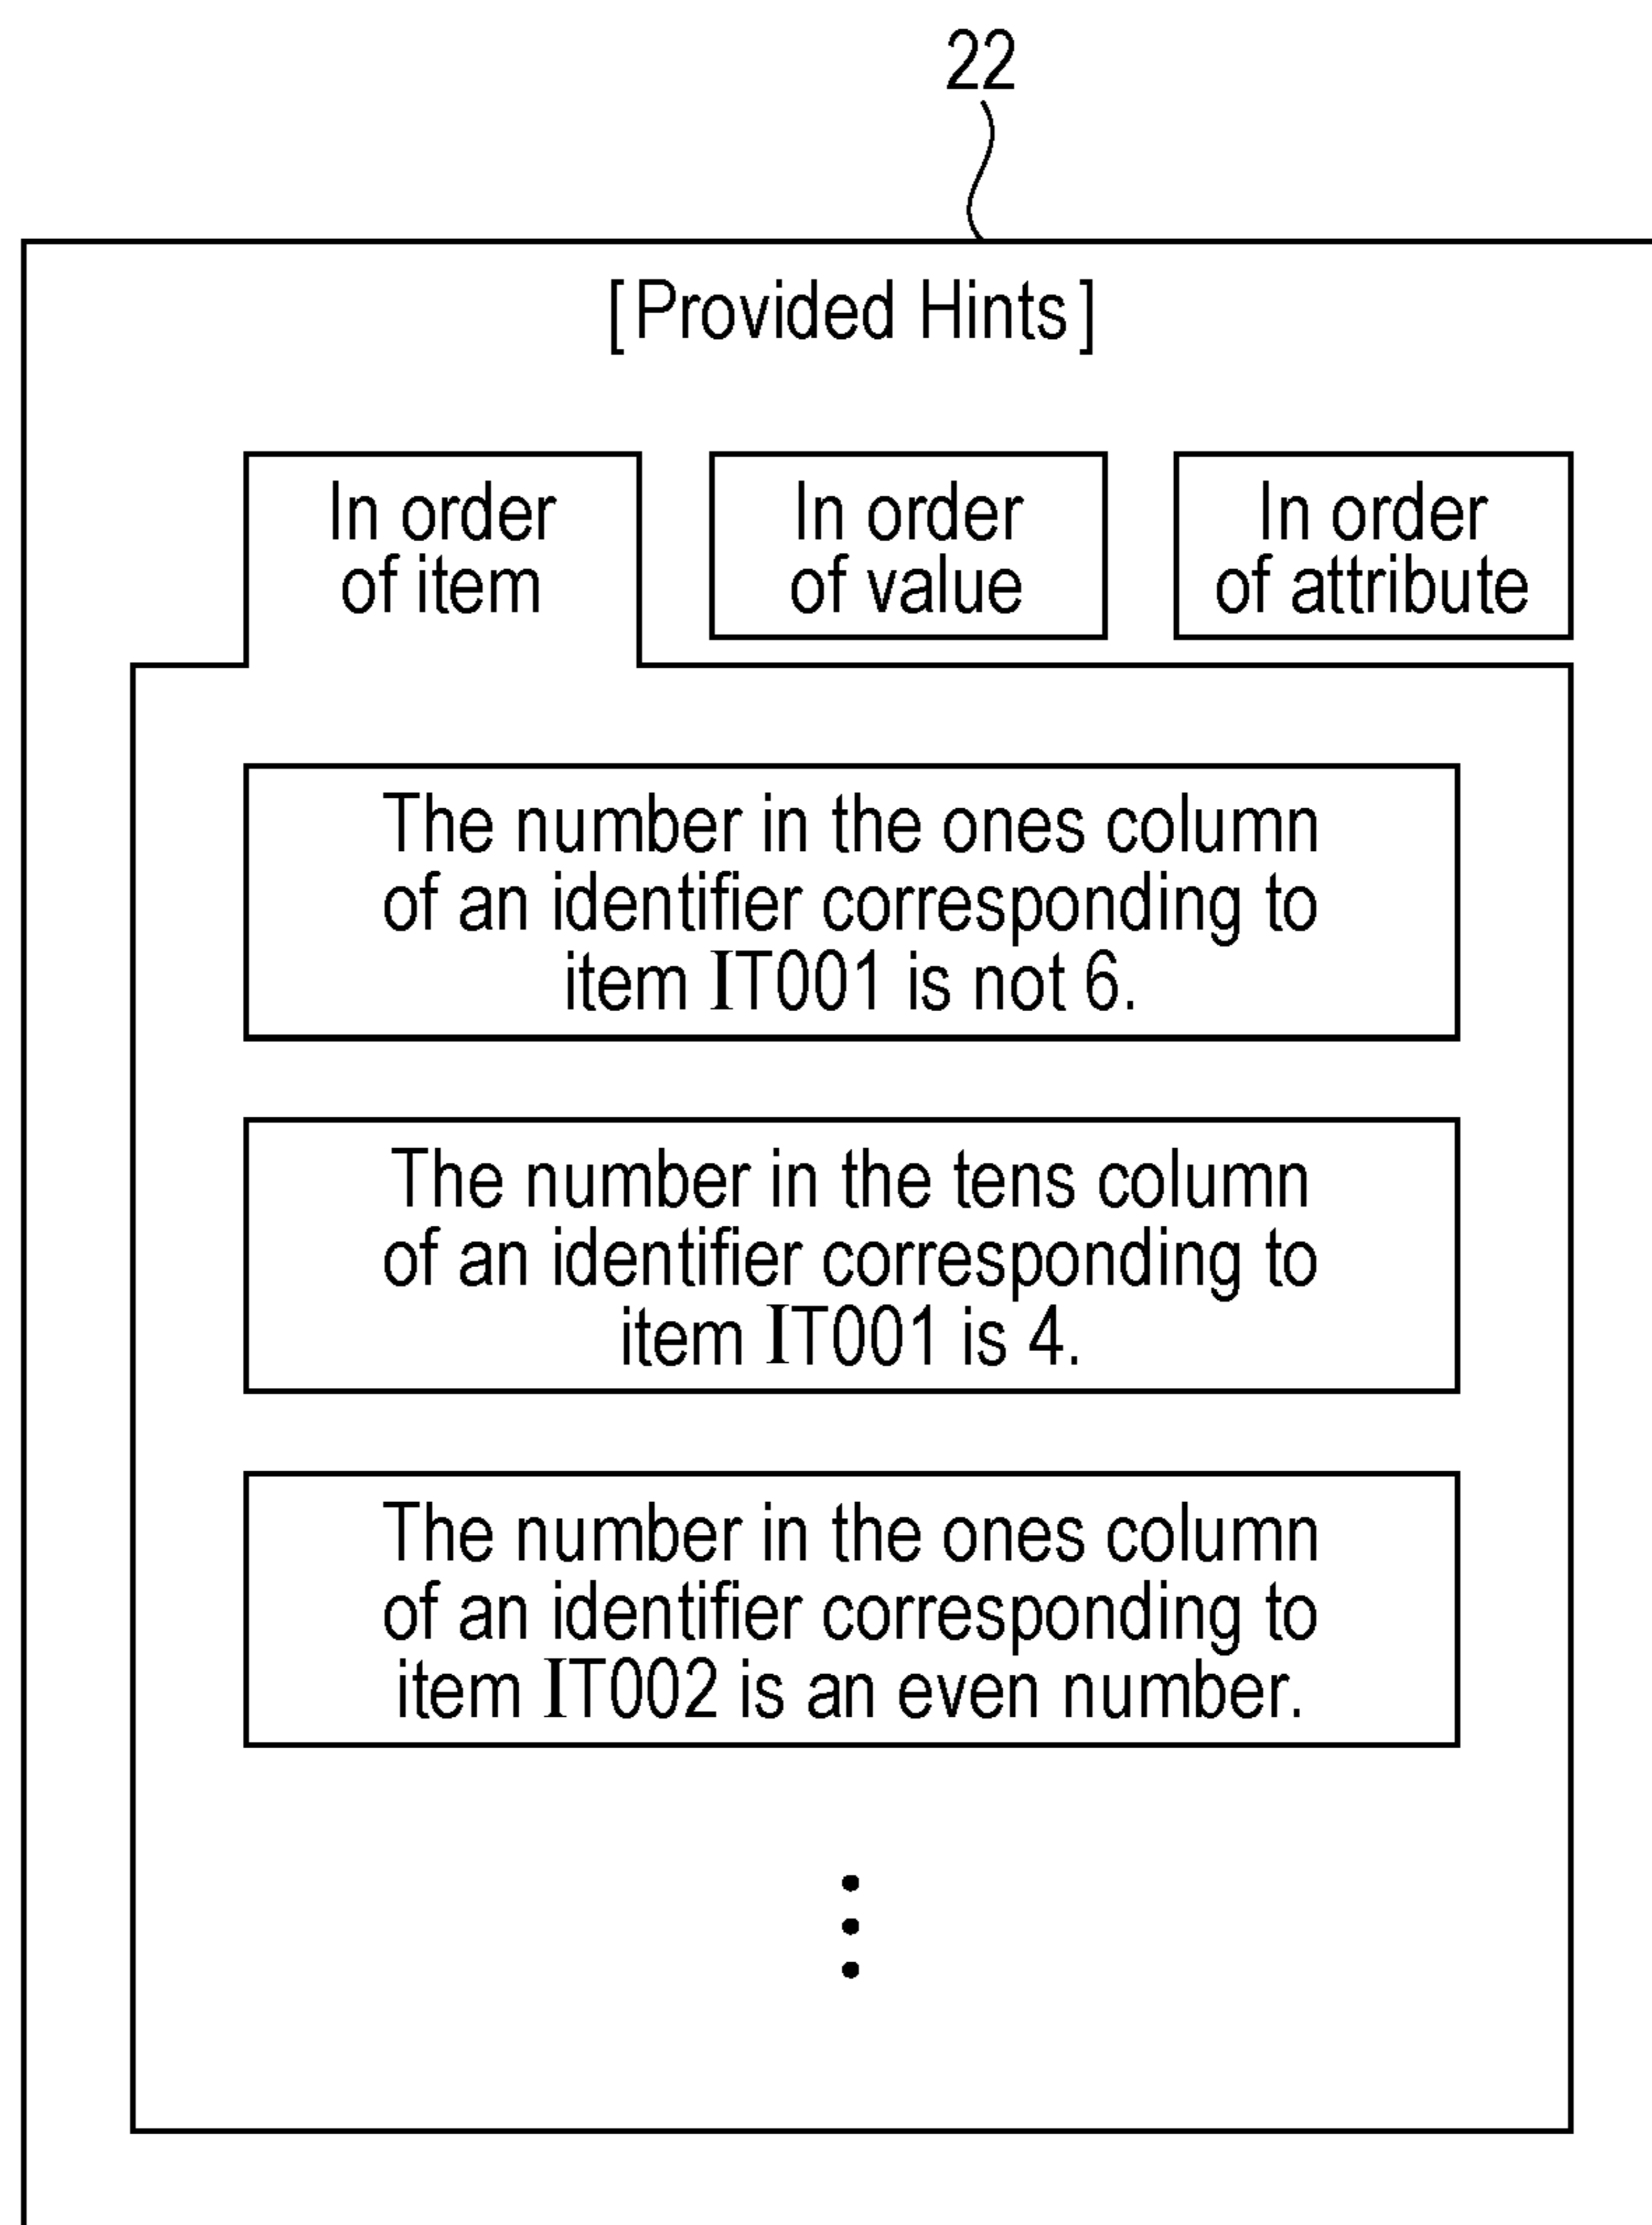 22
[Provided Hints]
In order
of item
In order
of value
In order
of attribute
The number in the ones column
of an identifier corresponding to
item IT001 is not 6.
The number in the tens column
of an identifier corresponding to
item IT001 is 4.
The number in the ones column
of an identifier corresponding to
item IT002 is an even number.